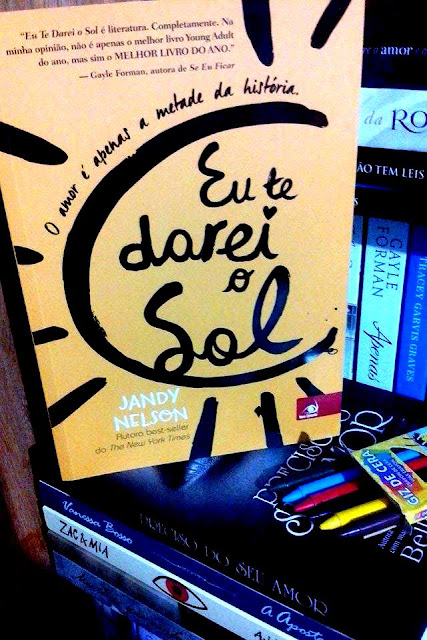 "Eu Te Darei o Sol é literatura. Completamente. Na
minha opinião, não é apenas o melhor livro Young Adult
do ano, mas sim o MELHOR LIVRO DO ANO."
— Gayle Forman, autora de Se Eu Ficar
O amor é apenas a metade da história.
Eu te
darei
o
Sol
JANDY
NELSON
Autora best-seller
do The New York Times
o amor e
da RO
ÃO TEM LEIS
GAYLE
FORMAN
Apenas
TRACEY GARVIS GRAVES
GIZ DE CERA
Vanessa Bosso
PRECISO DO SEU AMOR
ZAC & MIA
A Aposta